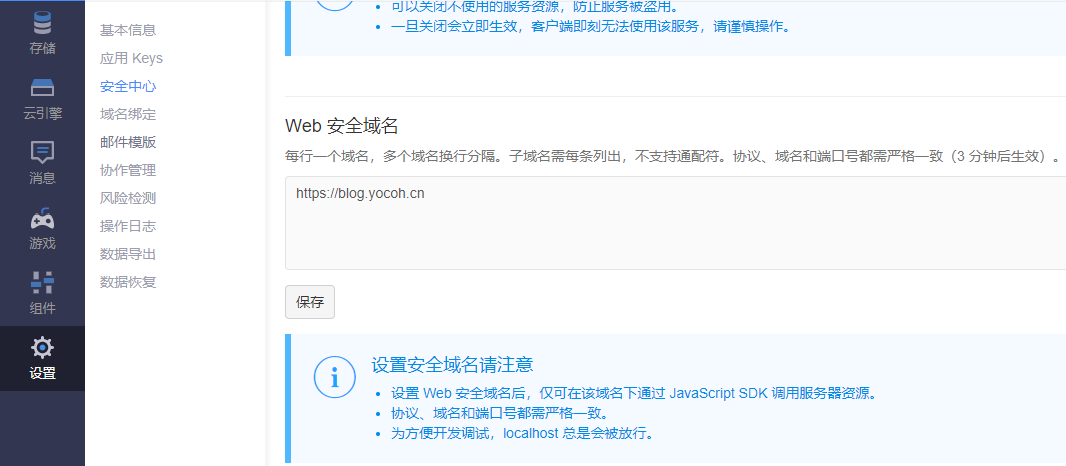 可以关闭不使用的服务资源，防止服务被盗用。
一旦关闭会立即生效，客户端即刻无法使用该服务，请谨慎操作。
存储
云引擎
消息
游戏
组件
设置
基本信息
应用 Keys
安全中心
域名绑定
邮件模版
协作管理
风险检测
操作日志
数据导出
数据恢复
Web 安全域名
每行一个域名，多个域名换行分隔。子域名需每条列出，不支持通配符。协议、域名和端口号都需严格一致（3 分钟后生效）。
https://blog.yocoh.cn
保存
设置安全域名请注意
设置 Web 安全域名后，仅可在该域名下通过 JavaScript SDK 调用服务器资源。
协议、域名和端口号都需严格一致。
为方便开发调试，localhost 总是会被放行。